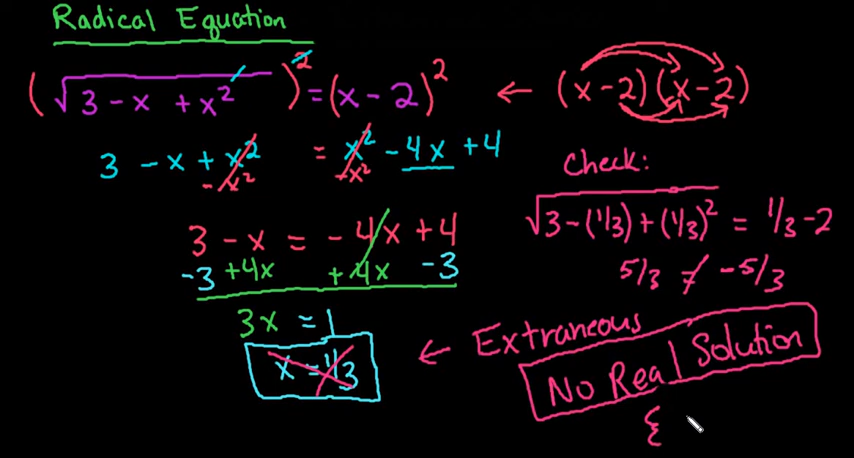 Radical Equation
(√(3 - x + x²))² = (x - 2)² ← (x - 2)(x - 2)
3 - x + x² = x² - 4x + 4
- x² - x²
Check:
3 - x = - 4x + 4
-3 +4x +4x -3
√(3 - (1/3) + (1/3)²) = 1/3 - 2
5/3 ≠ -5/3
3x = 1
x = 1/3
← Extraneous
No Real Solution
{